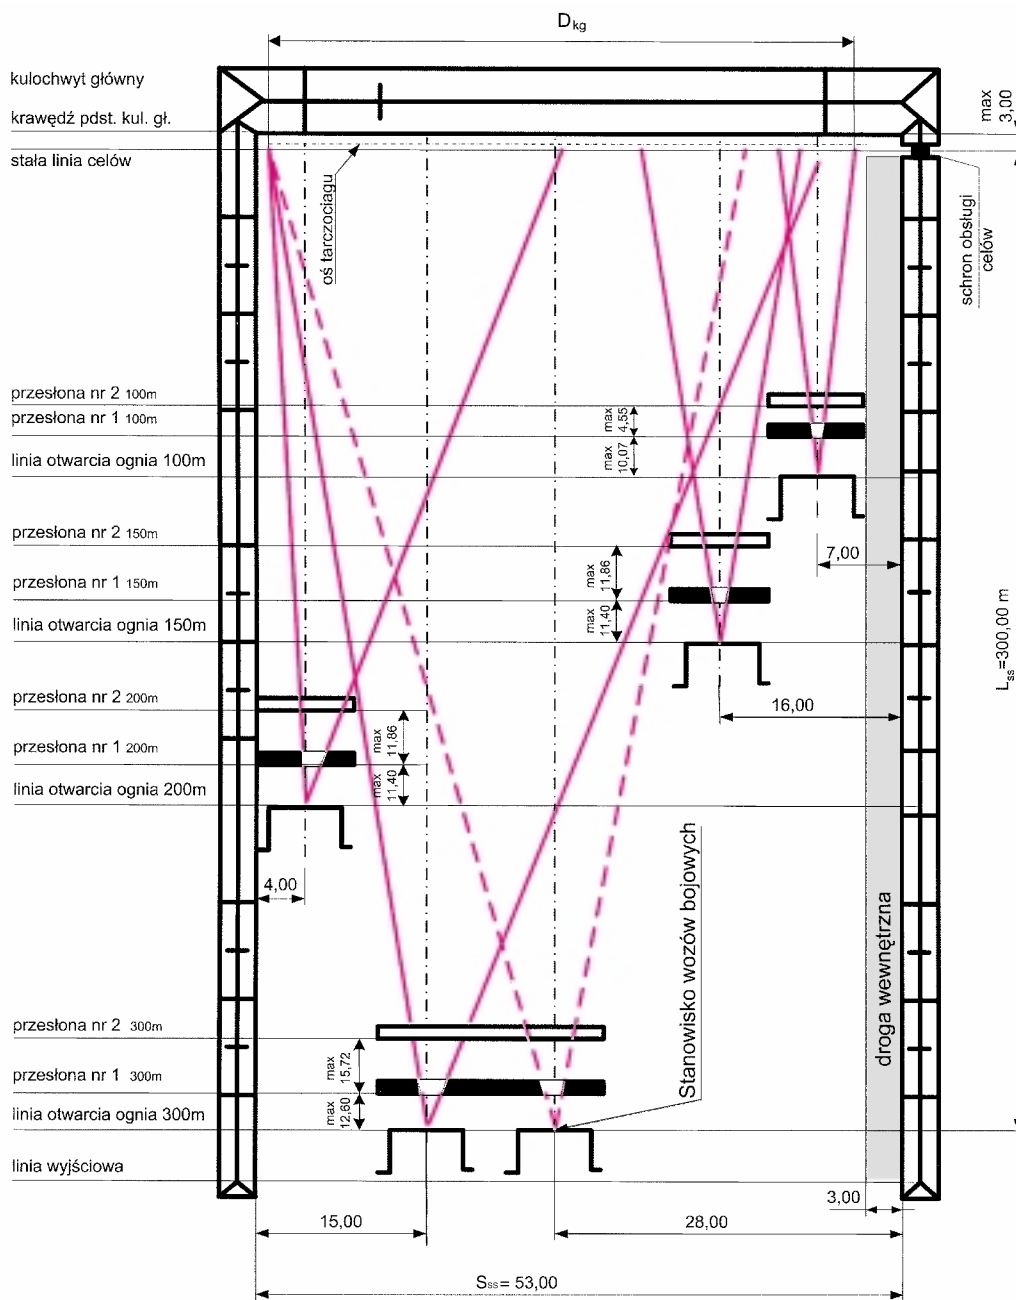 Dkg
kulochwyt główny
krawędź pdst. kul. gł.
max
3,00
stała linia celów
oś tarczociągu
schron obsługi
celów
przesłona nr 2 100m
max
4,55
przesłona nr 1 100m
max
10,07
linia otwarcia ognia 100m
przesłona nr 2 150m
7,00
max
11,86
przesłona nr 1 150m
max
11,40
linia otwarcia ognia 150m
Lss=300,00 m
przesłona nr 2 200m
16,00
max
11,86
przesłona nr 1 200m
max
11,40
linia otwarcia ognia 200m
4,00
Stanowisko wozów bojowych
droga wewnętrzna
przesłona nr 2 300m
max
15,72
przesłona nr 1 300m
max
12,60
linia otwarcia ognia 300m
linia wyjściowa
3,00
15,00
28,00
Sss= 53,00